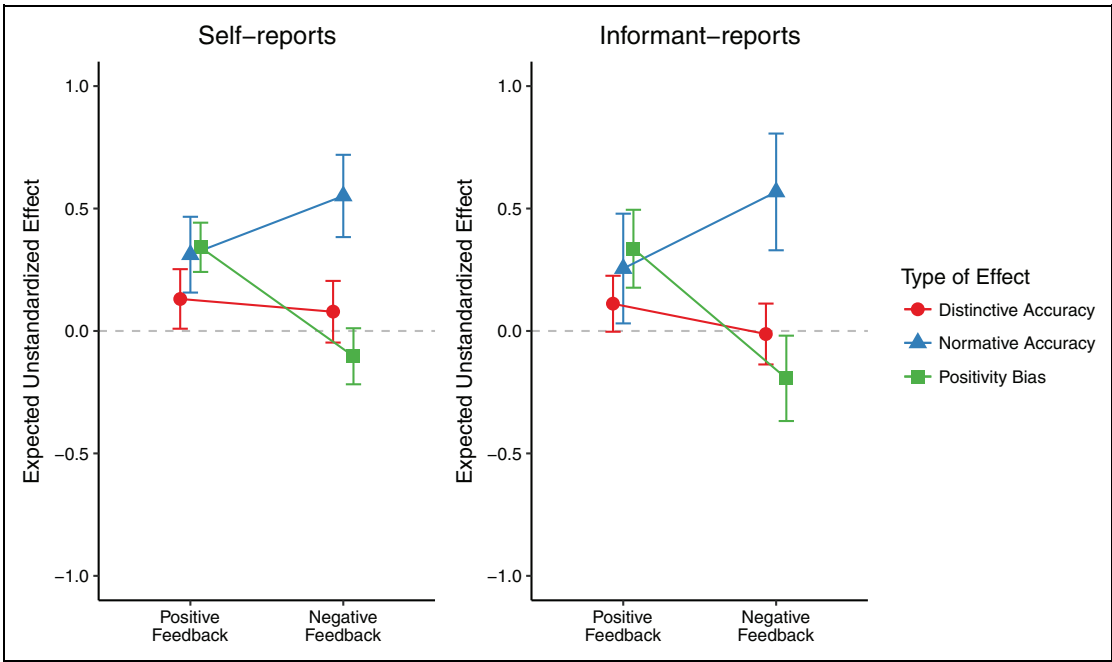 Self−reports
Informant−reports
Expected Unstandardized Effect
1.0
0.5
0.0
−0.5
−1.0
Positive
Feedback
Negative
Feedback
Expected Unstandardized Effect
1.0
0.5
0.0
−0.5
−1.0
Positive
Feedback
Negative
Feedback
Type of Effect
Distinctive Accuracy
Normative Accuracy
Positivity Bias